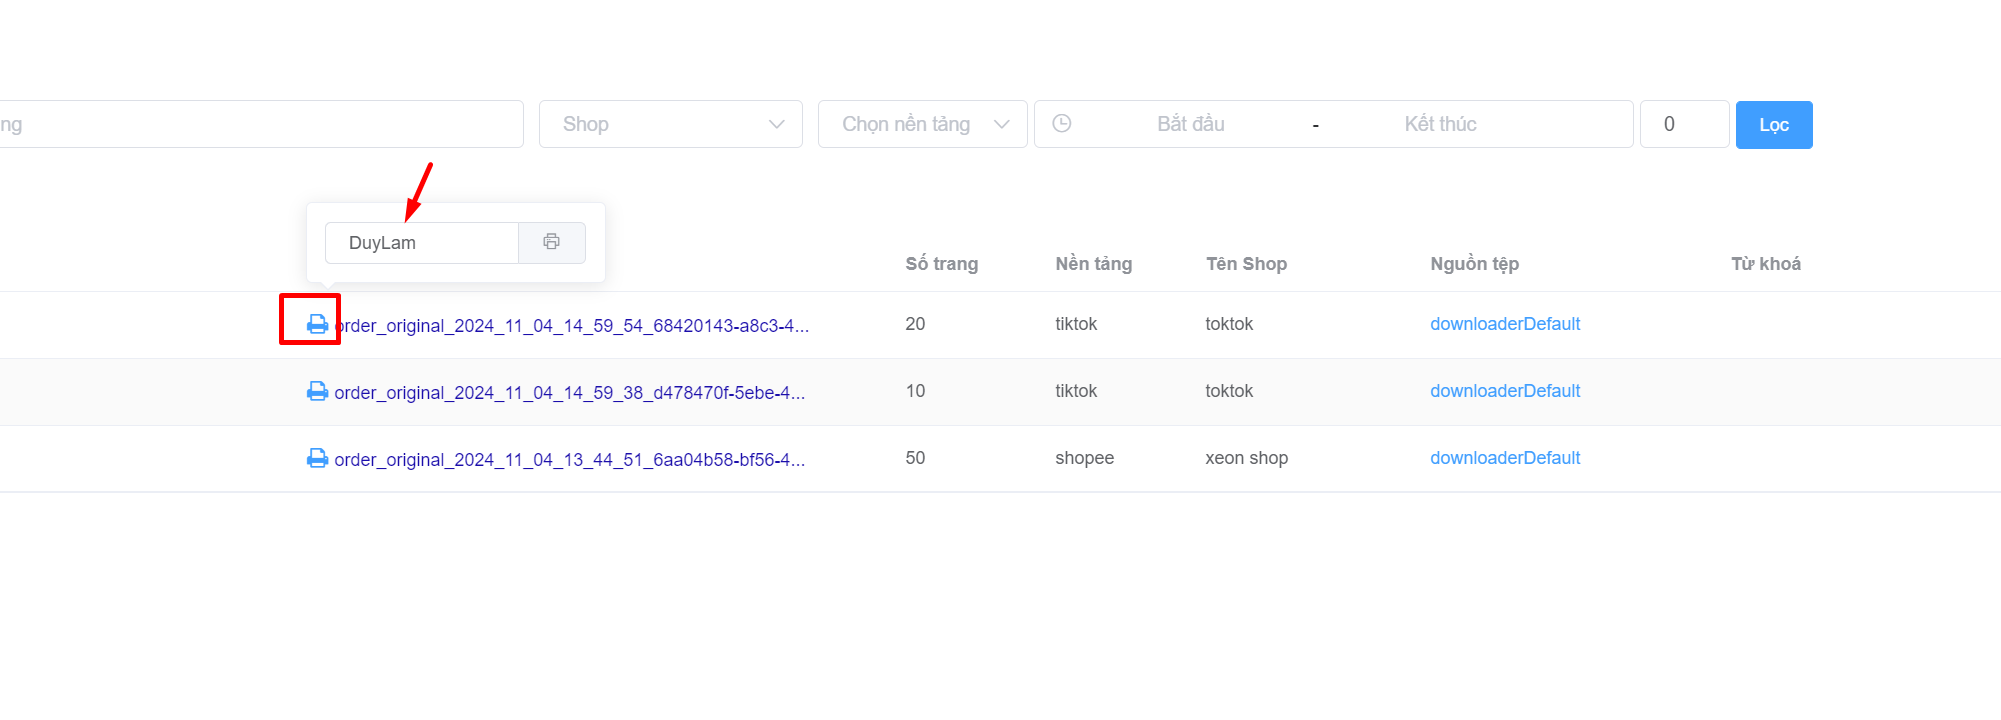 ng Shop Chọn nền tảng Bắt đầu - Kết thúc 0 Lọc
DuyLam
Số trang Nền tảng Tên Shop Nguồn tệp Từ khoá
order_original_2024_11_04_14_59_54_68420143-a8c3-4... 20 tiktok toktok downloaderDefault
order_original_2024_11_04_14_59_38_d478470f-5ebe-4... 10 tiktok toktok downloaderDefault
order_original_2024_11_04_13_44_51_6aa04b58-bf56-4... 50 shopee xeon shop downloaderDefault